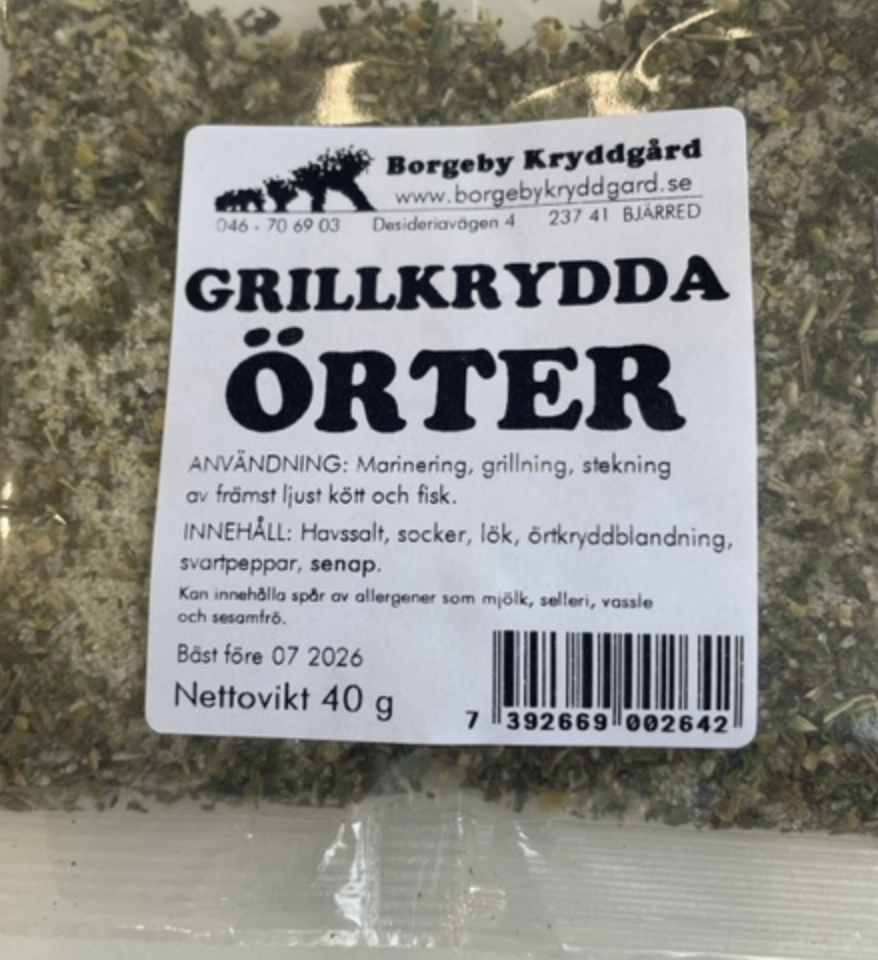 Borgeby Kryddgård
www.borgebykryddgard.se
046 - 70 69 03 Desideriavägen 4 237 41 BJÄRRED
GRILLKRYDDA
ÖRTER
ANVÄNDNING: Marinering, grillning, stekning
av främst ljust kött och fisk.
INNEHÅLL: Havssalt, socker, lök, örtkryddblandning,
svartpeppar, senap.
Kan innehålla spår av allergener som mjölk, selleri, vassle
och sesamfrö.
Bäst före 07 2026
Nettovikt 40 g
7 392669 002642